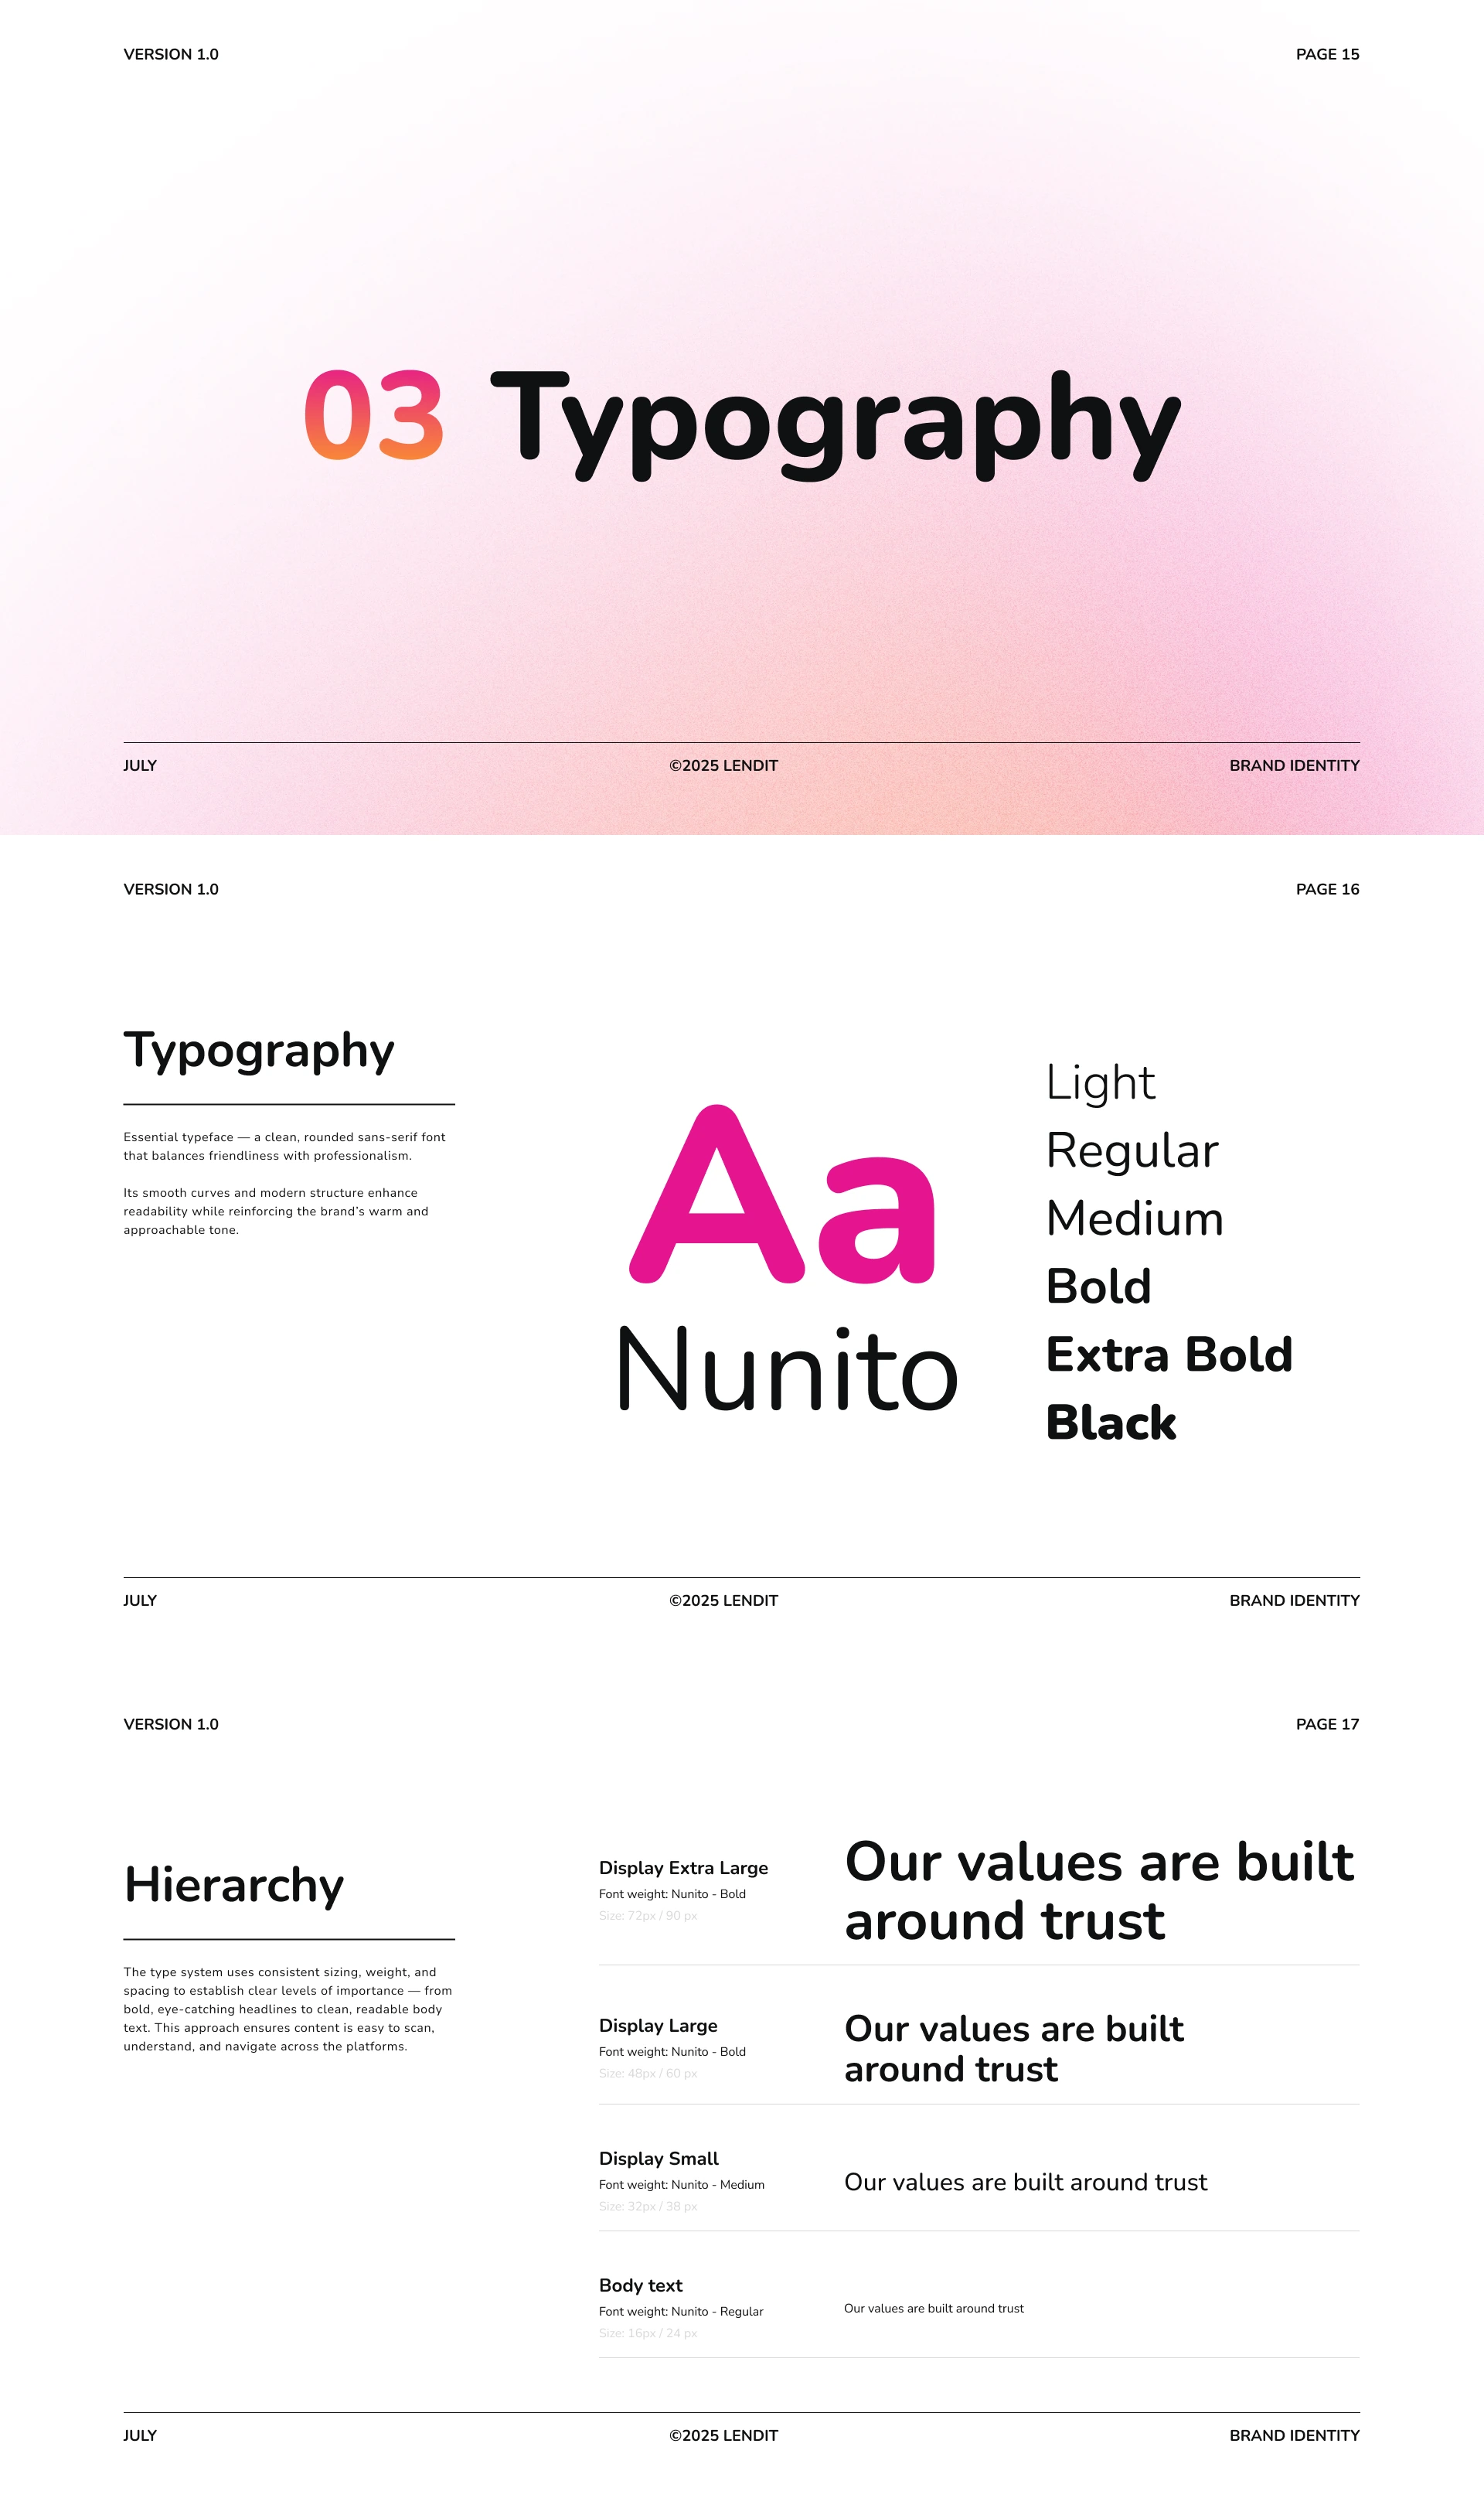 VERSION 1.0
PAGE 15
03 Typography
JULY
©2025 LENDIT
BRAND IDENTITY
VERSION 1.0
PAGE 16
Typography
Essential typeface — a clean, rounded sans-serif font
that balances friendliness with professionalism.
Its smooth curves and modern structure enhance
readability while reinforcing the brand’s warm and
approachable tone.
Aa
Nunito
Light
Regular
Medium
Bold
Extra Bold
Black
JULY
©2025 LENDIT
BRAND IDENTITY
VERSION 1.0
PAGE 17
Hierarchy
The type system uses consistent sizing, weight, and
spacing to establish clear levels of importance — from
bold, eye-catching headlines to clean, readable body
text. This approach ensures content is easy to scan,
understand, and navigate across the platforms.
Display Extra Large
Font weight: Nunito - Bold
Size: 72px / 90 px
Our values are built
around trust
Display Large
Font weight: Nunito - Bold
Size: 48px / 60 px
Our values are built
around trust
Display Small
Font weight: Nunito - Medium
Size: 32px / 38 px
Our values are built around trust
Body text
Font weight: Nunito - Regular
Size: 16px / 24 px
Our values are built around trust
JULY
©2025 LENDIT
BRAND IDENTITY